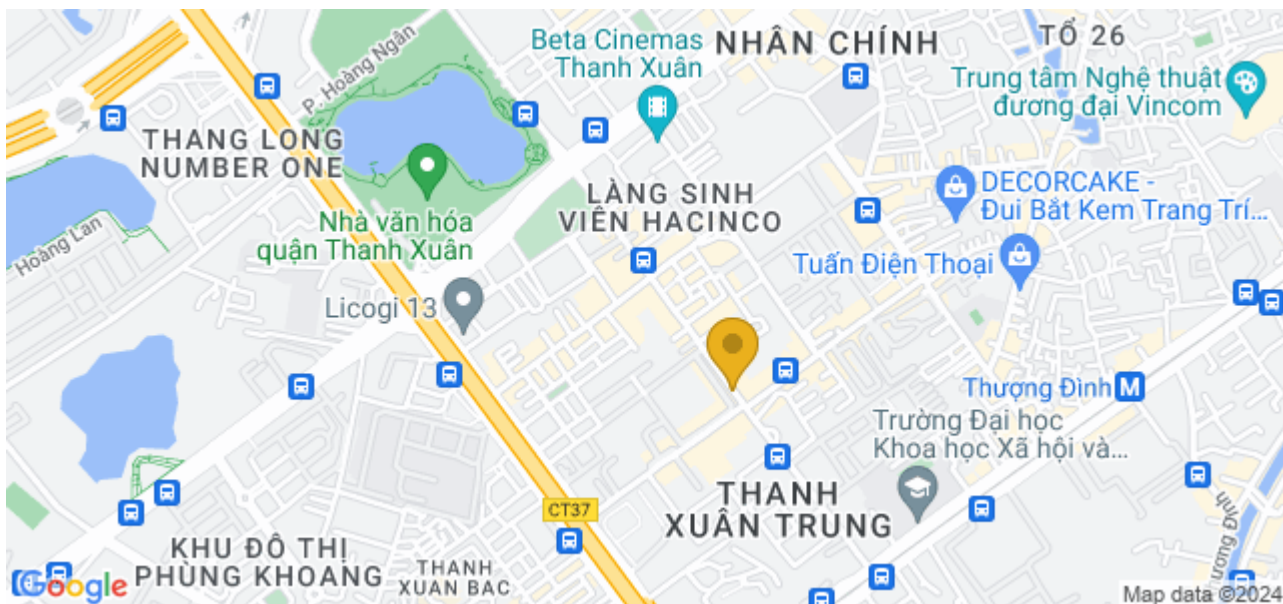 Beta Cinemas
Thanh Xuân
NHÂN CHÍNH
TỔ 26
Trung tâm Nghệ thuật
đương đại Vincom
P. Hoàng Ngân
THANG LONG
NUMBER ONE
LÀNG SINH
VIÊN HACINCO
DECORCAKE -
Đui Bắt Kem Trang Trí...
Nhà văn hóa
quận Thanh Xuân
Hoàng Lan
Tuấn Điện Thoại
Licogi 13
Thượng Đình
M
Trường Đại học
Khoa học Xã hội và...
THANH
XUÂN TRUNG
CT37
KHU ĐÔ THỊ
PHÙNG KHOANG
THANH
XUAN BAC
ương Đình
Google
Map data ©2024